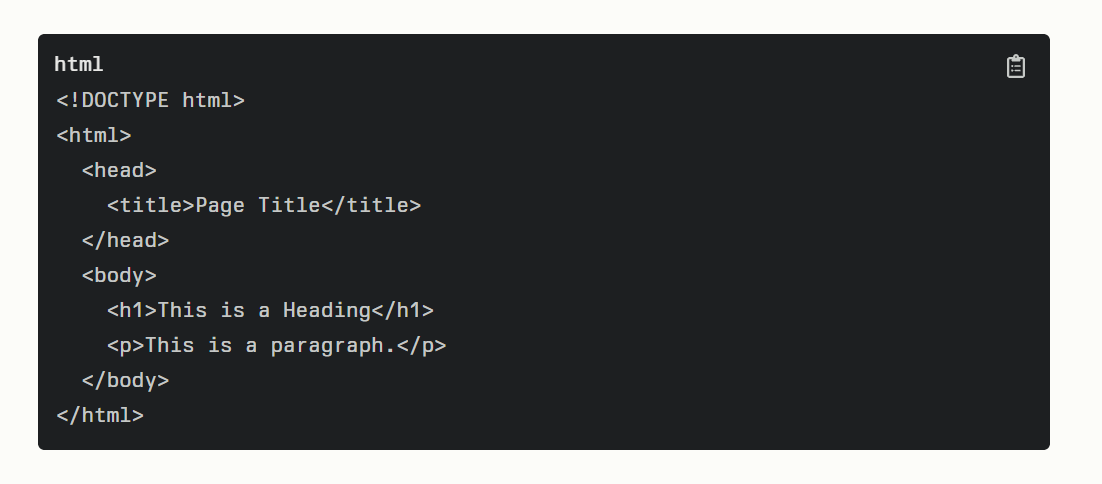 html
<!DOCTYPE html>
<html>
  <head>
    <title>Page Title</title>
  </head>
  <body>
    <h1>This is a Heading</h1>
    <p>This is a paragraph.</p>
  </body>
</html>